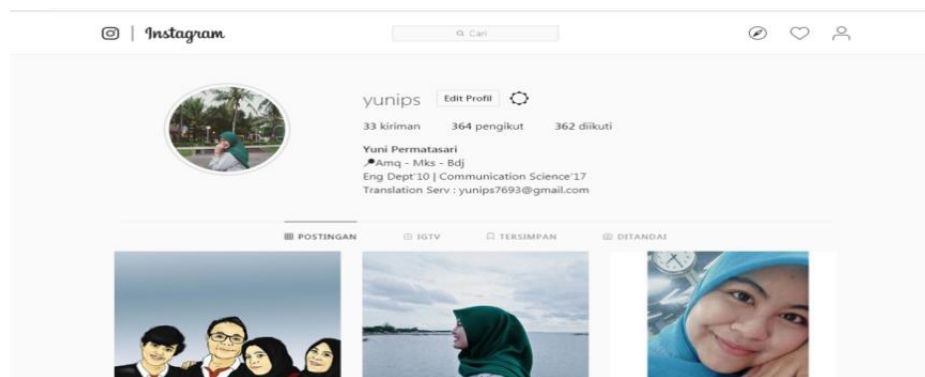 Instagram
Cari
yunips Edit Profil
33 kiriman 364 pengikut 362 diikuti
Yuni Permatasari
📍Amq - Mks - Bdj
Eng Dept'10 | Communication Science'17
Translation Serv : yunips7693@gmail.com
POSTINGAN IGTV TERSIMPAN DITANDAI